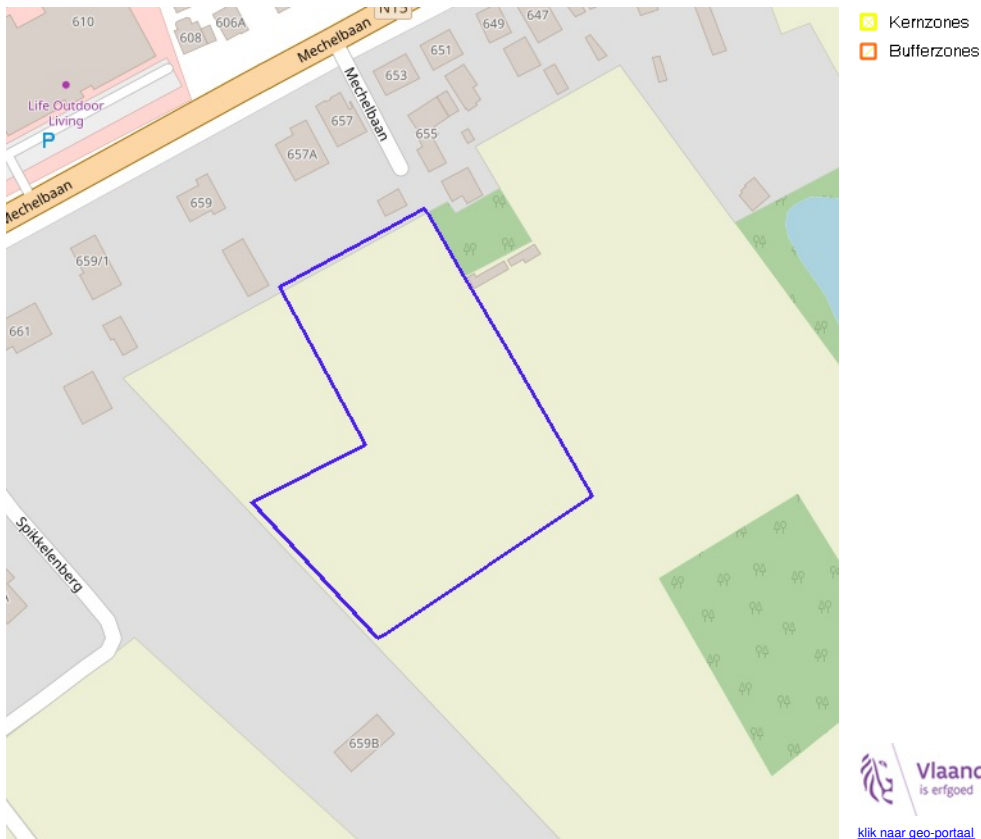 610
608
606A
N15
649
647
Mechelbaan
651
653
Mechelbaan
Life Outdoor
Living
P
657
655
657A
Mechelbaan
659
659/1
661
Spikkelenberg
659B
Kernzones
Bufferzones
Vlaand
is erfgoed
klik naar geo-portaal